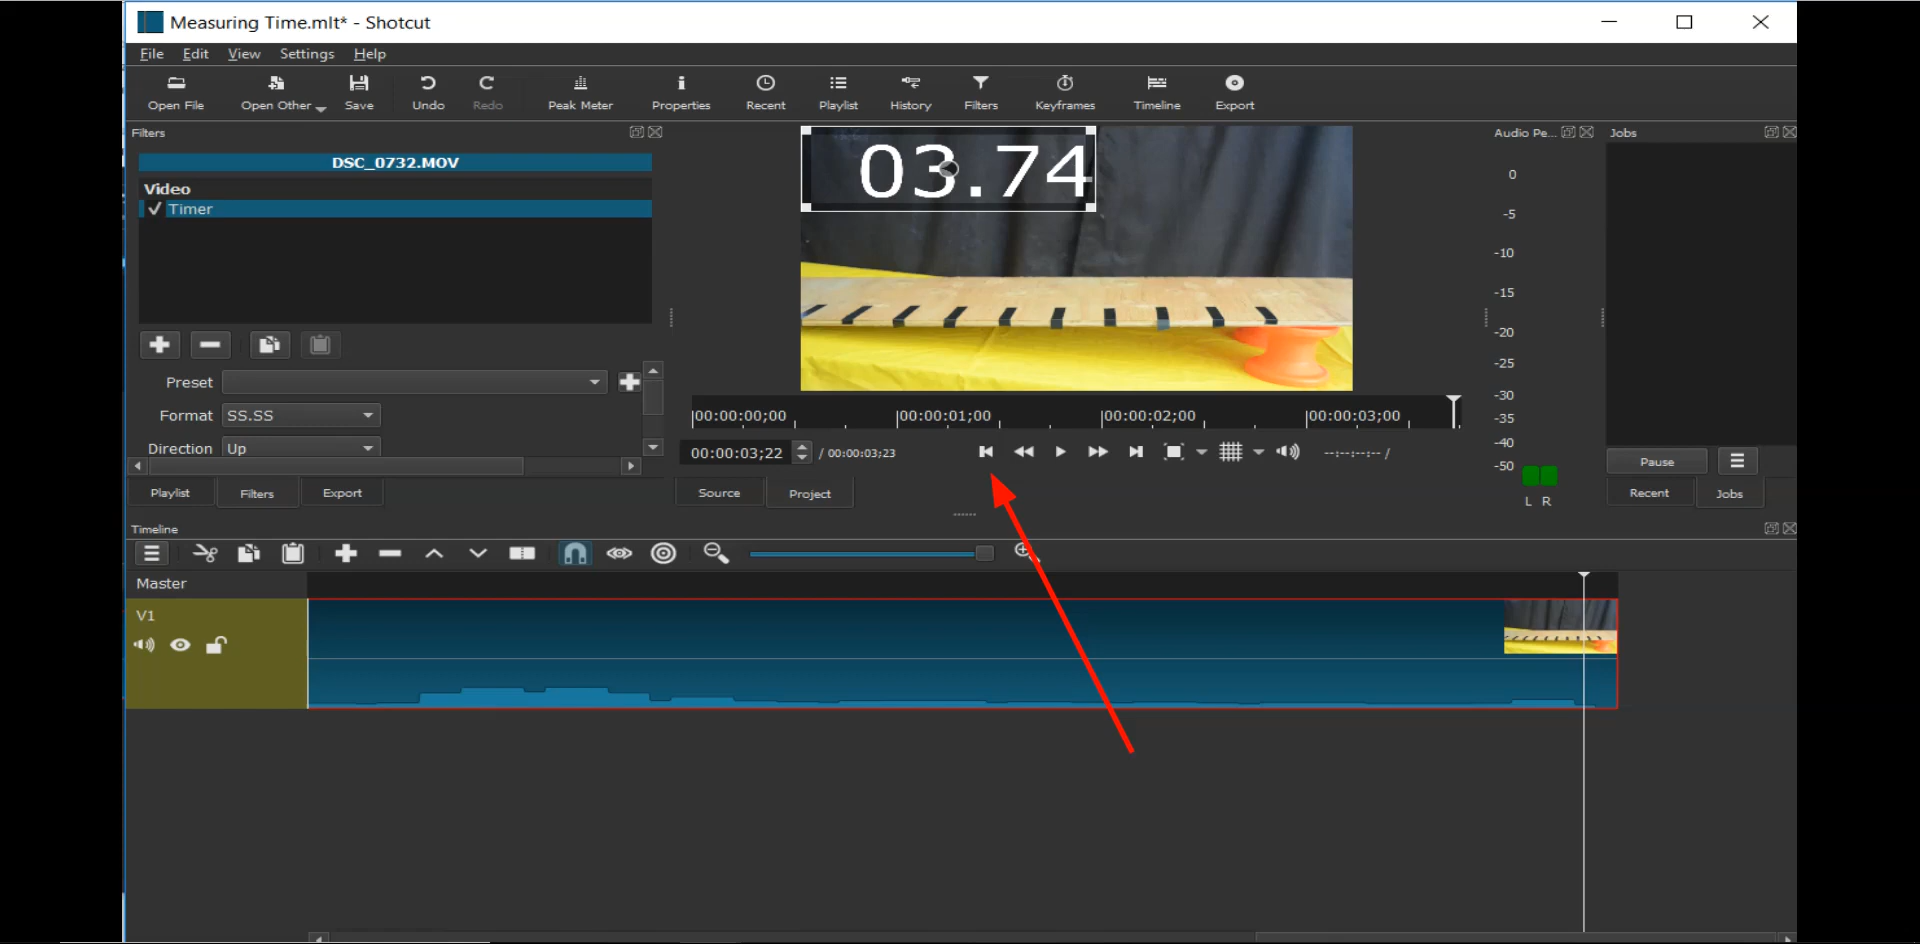 Measuring Time.mlt* - Shotcut
File Edit View Settings Help
Open File Open Other Save Undo Redo Peak Meter Properties Recent Playlist History Filters Keyframes Timeline Export
Filters
DSC_0732.MOV
Video
Timer
Preset
Format SS.SS
Direction Up
Playlist Filters Export
03.74
00:00:00;00 00:00:01;00 00:00:02;00 00:00:03;00
00:00:03;22 / 00:00:03;23 --:--:--:-- /
Source Project
Audio Pe...
0
-5
-10
-15
-20
-25
-30
-35
-40
-50
L R
Jobs
Pause
Recent Jobs
Timeline
Master
V1